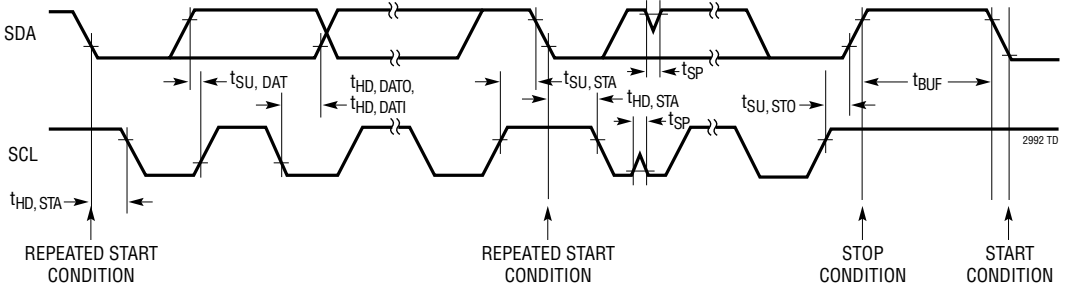 SDA
tSU, DAT
tHD, DATO,
tHD, DATI
tSU, STA
tSP
tHD, STA
tSP
tSU, STO
tBUF
SCL
2992 TD
tHD, STA
REPEATED START
CONDITION
REPEATED START
CONDITION
STOP
CONDITION
START
CONDITION